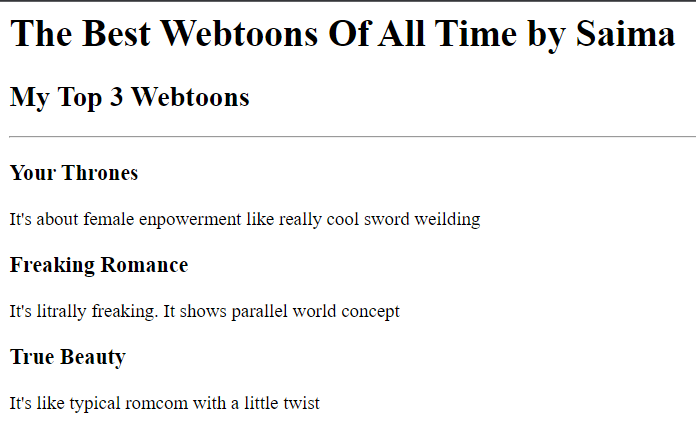 The Best Webtoons Of All Time by Saima
My Top 3 Webtoons
Your Thrones
It's about female enpowerment like really cool sword weilding
Freaking Romance
It's litrally freaking. It shows parallel world concept
True Beauty
It's like typical romcom with a little twist